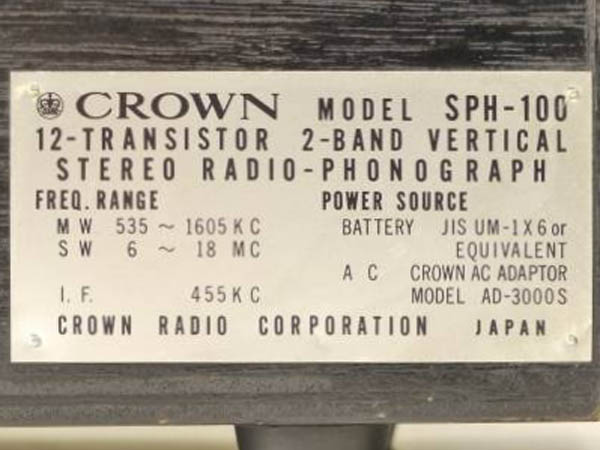 CROWN MODEL SPH-100
12-TRANSISTOR 2-BAND VERTICAL
STEREO RADIO-PHONOGRAPH
FREQ. RANGE POWER SOURCE
MW 535 ~ 1605 KC BATTERY JIS UM-1X6 or
SW 6 ~ 18 MC EQUIVALENT
AC CROWN AC ADAPTOR
I.F. 455KC MODEL AD-3000S
CROWN RADIO CORPORATION JAPAN